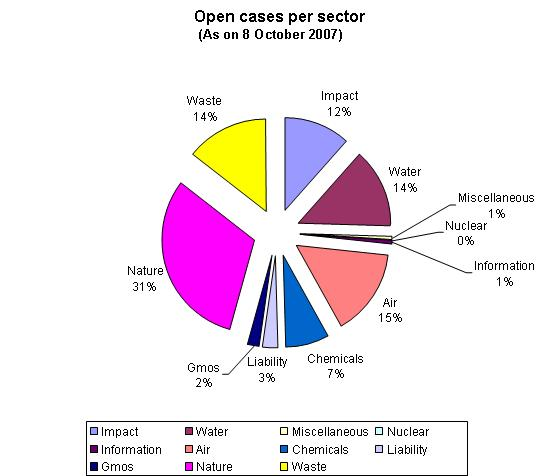 Open cases per sector
(As on 8 October 2007)
Impact
12%
Waste
14%
Water
14%
Miscellaneous
1%
Nuclear
0%
Information
1%
Nature
31%
Air
15%
Chemicals
7%
Liability
3%
Gmos
2%
Impact Water Miscellaneous Nuclear
Information Air Chemicals Liability
Gmos Nature Waste